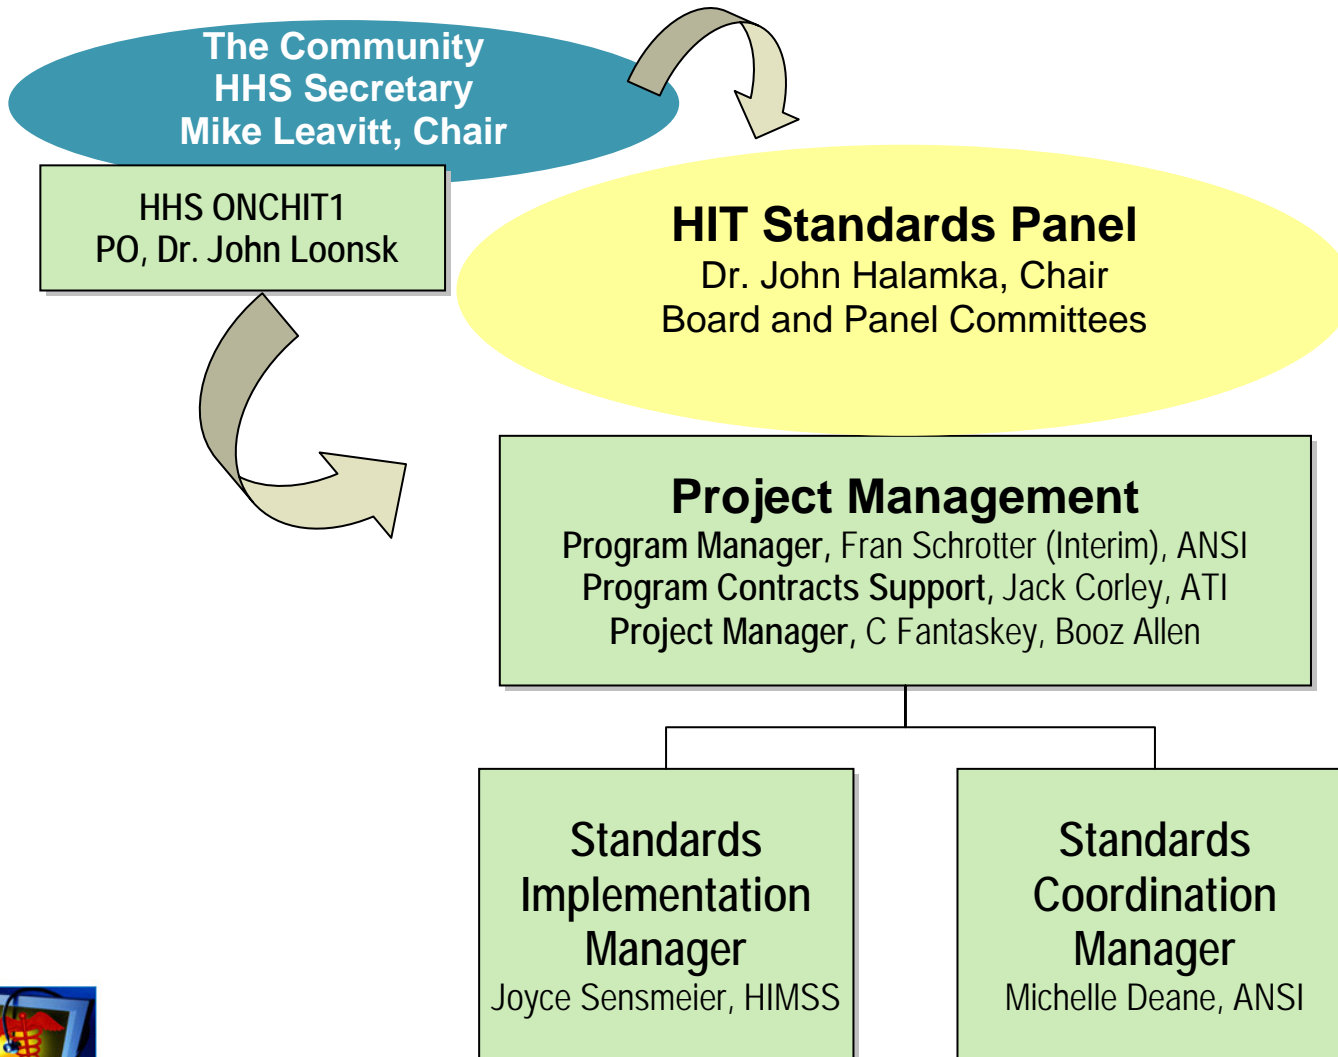 The Community
HHS Secretary
Mike Leavitt, Chair
HHS ONCHIT1
PO, Dr. John Loonsk
HIT Standards Panel
Dr. John Halamka, Chair
Board and Panel Committees
Project Management
Program Manager, Fran Schrotter (Interim), ANSI
Program Contracts Support, Jack Corley, ATI
Project Manager, C Fantaskey, Booz Allen
Standards
Implementation
Manager
Joyce Sensmeier, HIMSS
Standards
Coordination
Manager
Michelle Deane, ANSI